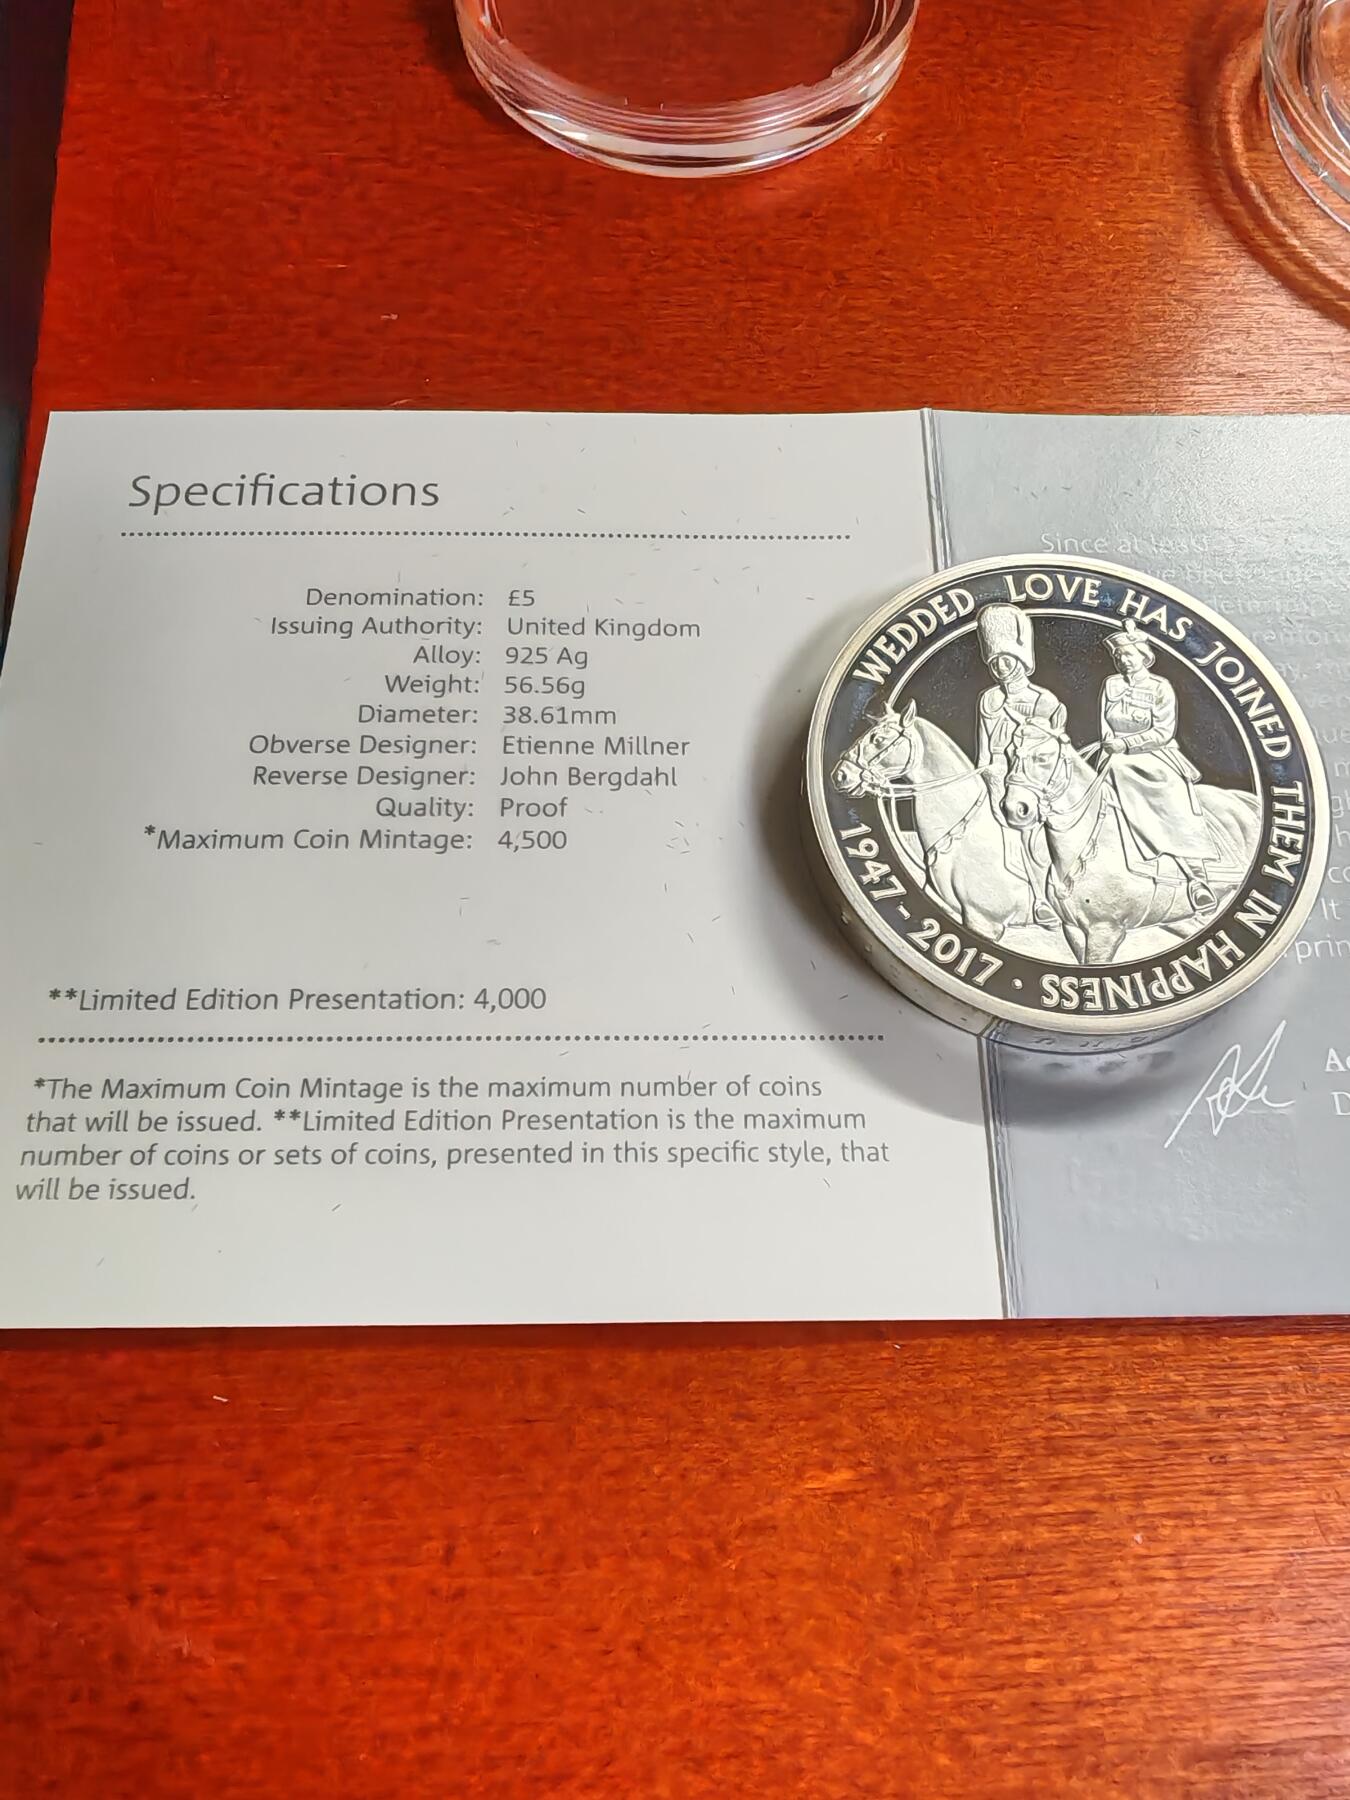 Specifications
Denomination: £5
Issuing Authority: United Kingdom
Alloy: 925 Ag
Weight: 56.56g
Diameter: 38.61mm
Obverse Designer: Etienne Millner
Reverse Designer: John Bergdahl
Quality: Proof
*Maximum Coin Mintage: 4,500
**Limited Edition Presentation: 4,000
*The Maximum Coin Mintage is the maximum number of coins
that will be issued. **Limited Edition Presentation is the maximum
number of coins or sets of coins, presented in this specific style, that
will be issued.
WEDDED LOVE HAS JOINED THEM IN HAPPINESS · 1947 - 2017
Since at least